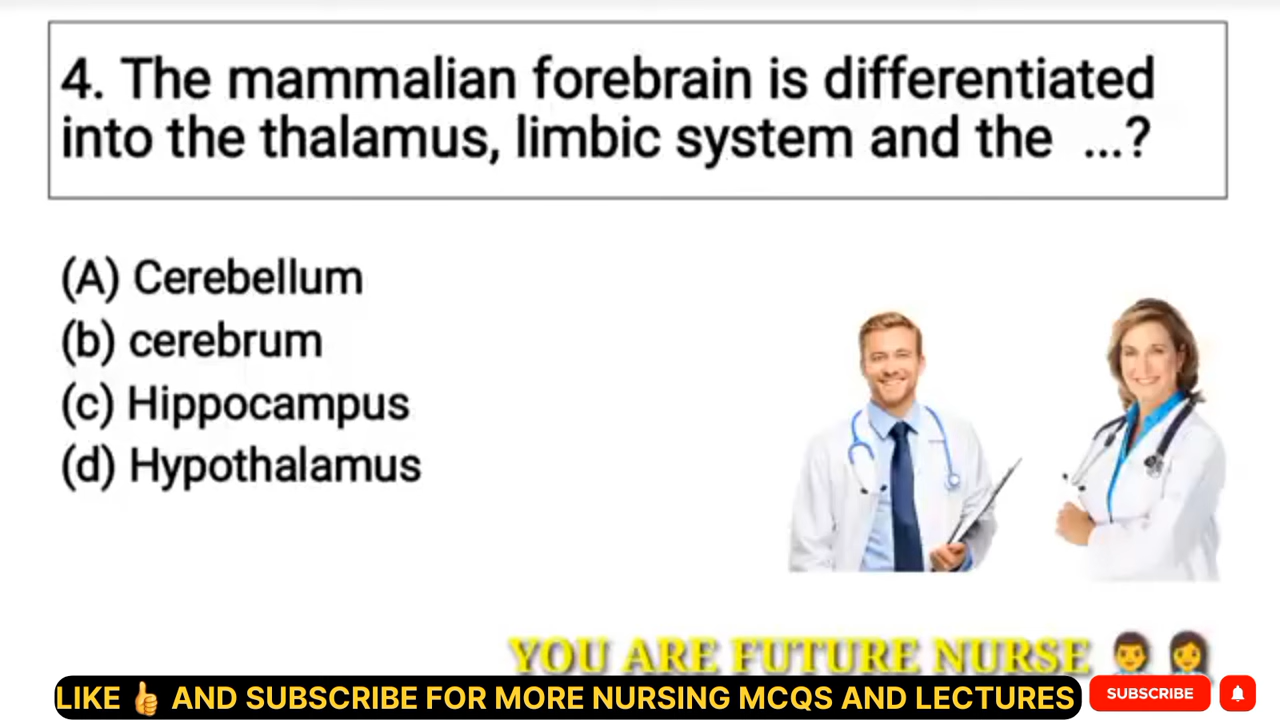 4. The mammalian forebrain is differentiated
into the thalamus, limbic system and the ...?
(A) Cerebellum
(b) cerebrum
(c) Hippocampus
(d) Hypothalamus
YOU ARE FUTURE NURSE 👨‍⚕️ 👩‍⚕️
LIKE 👍 AND SUBSCRIBE FOR MORE NURSING MCQS AND LECTURES
SUBSCRIBE